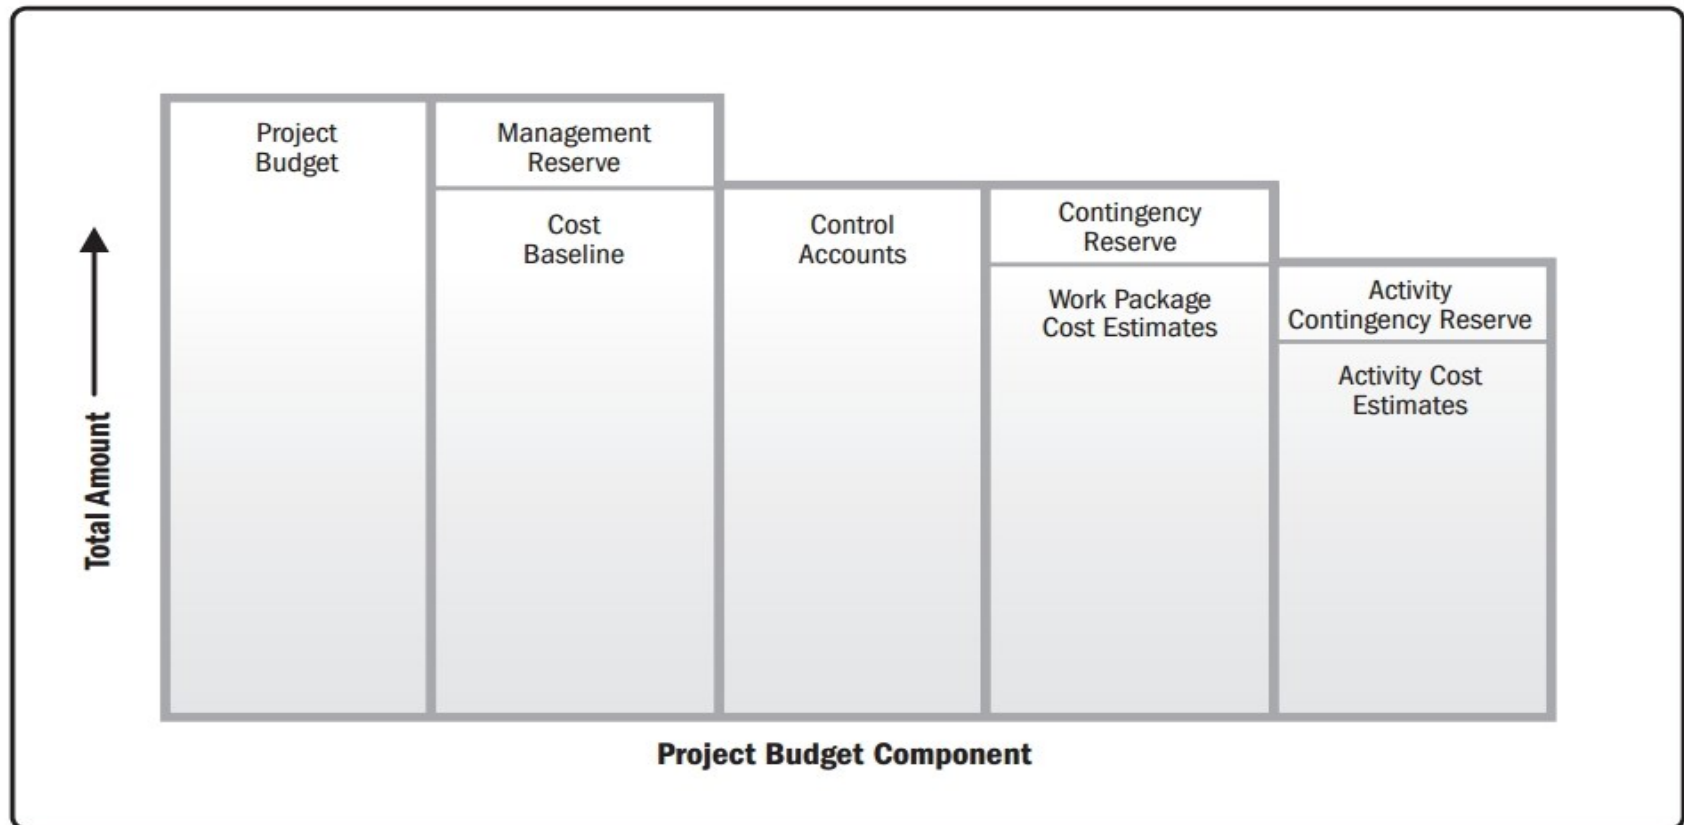 Project
Budget
Management
Reserve
Cost
Baseline
Control
Accounts
Contingency
Reserve
Work Package
Cost Estimates
Activity
Contingency Reserve
Activity Cost
Estimates
Total Amount
Project Budget Component